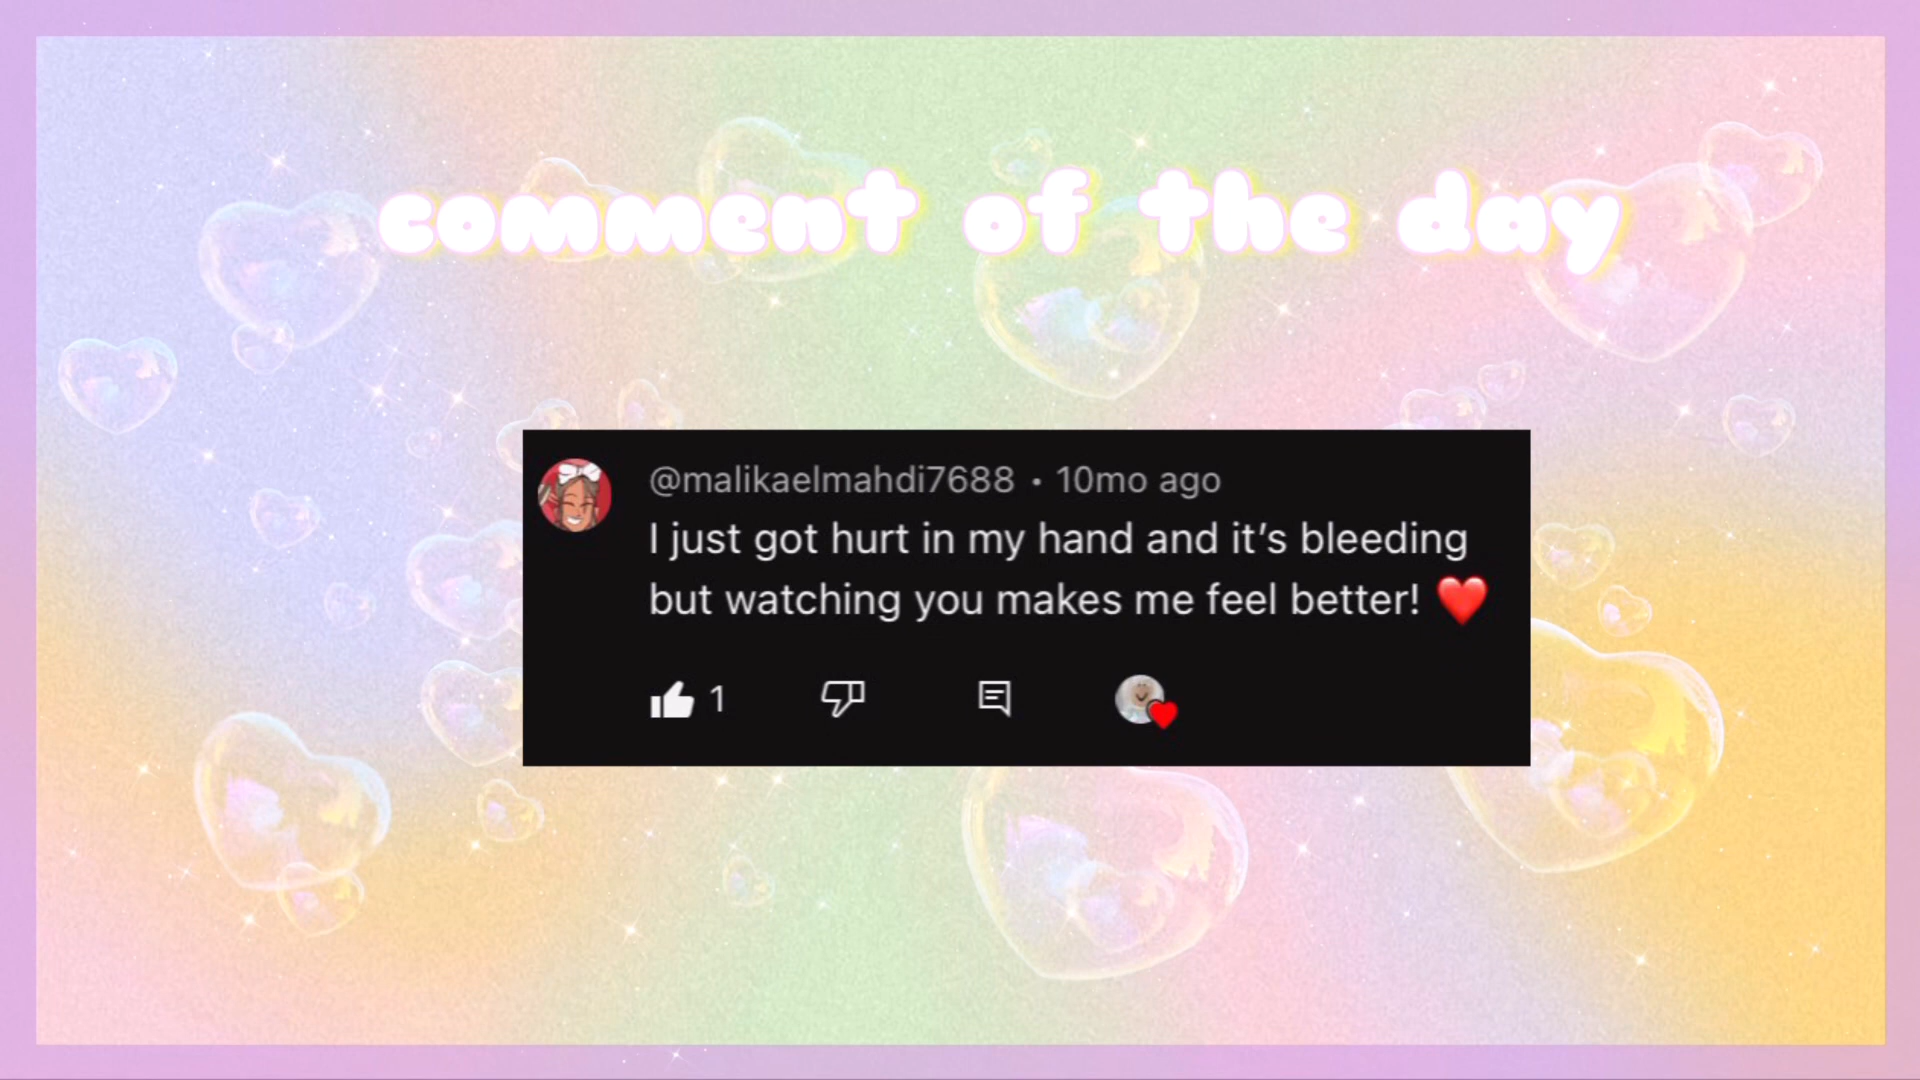 comment of the day
@malikaelmahdi7688 • 10mo ago
I just got hurt in my hand and it’s bleeding
but watching you makes me feel better! ❤️
1